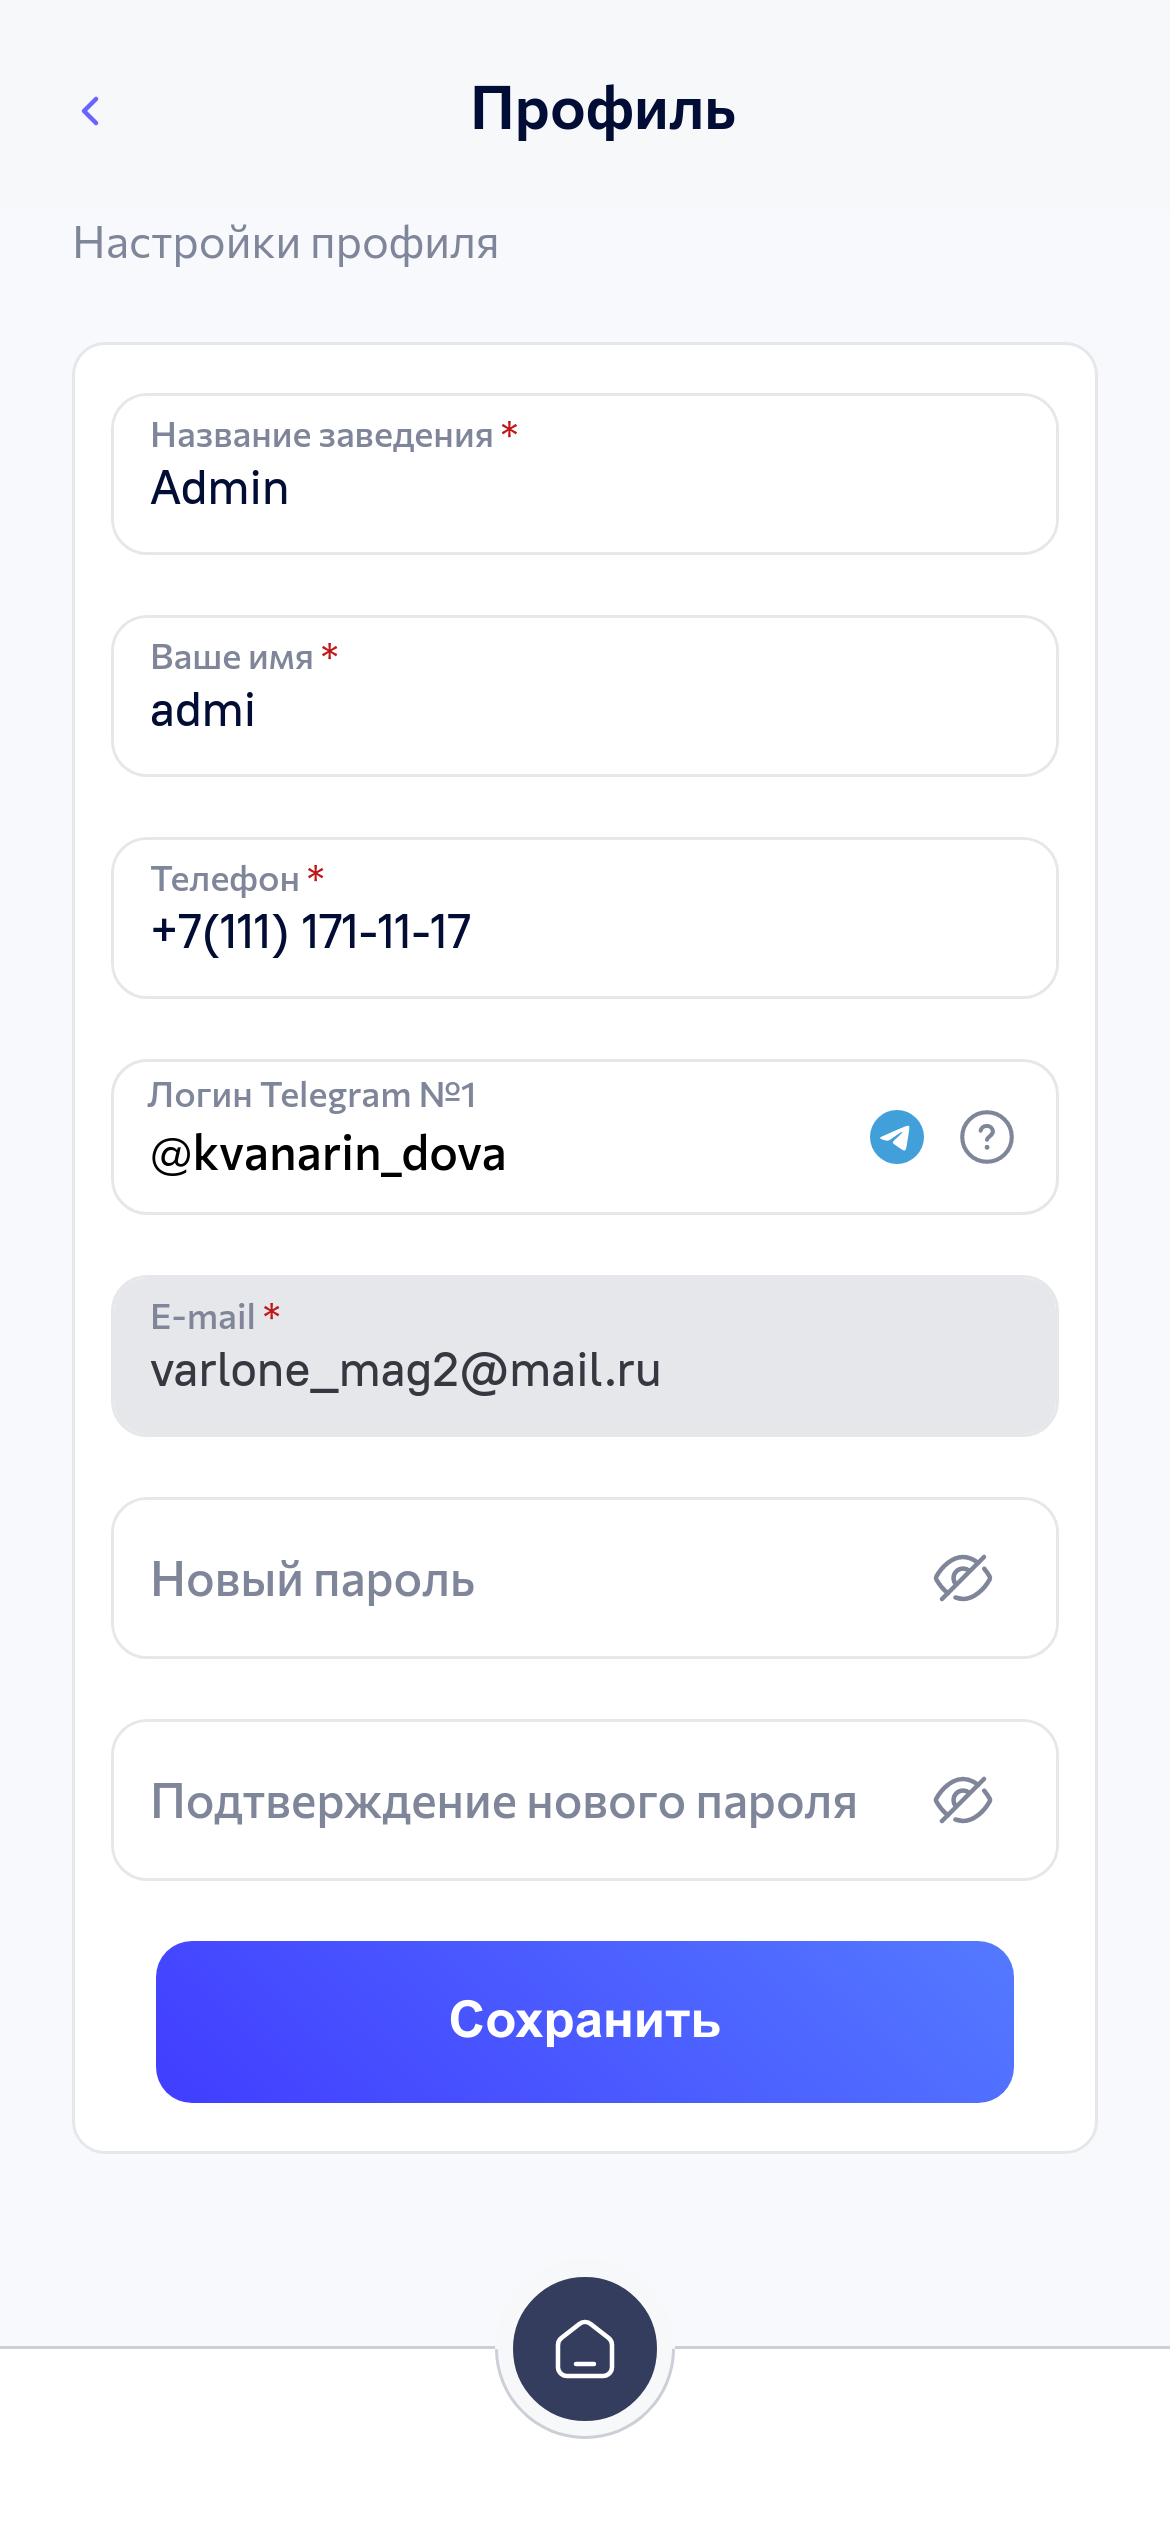 Профиль
Настройки профиля
Название заведения *
Admin
Ваше имя *
admi
Телефон *
+7(111) 171-11-17
Логин Telegram №1
@kvanarin_dova
E-mail *
varlone_mag2@mail.ru
Новый пароль
Подтверждение нового пароля
Сохранить